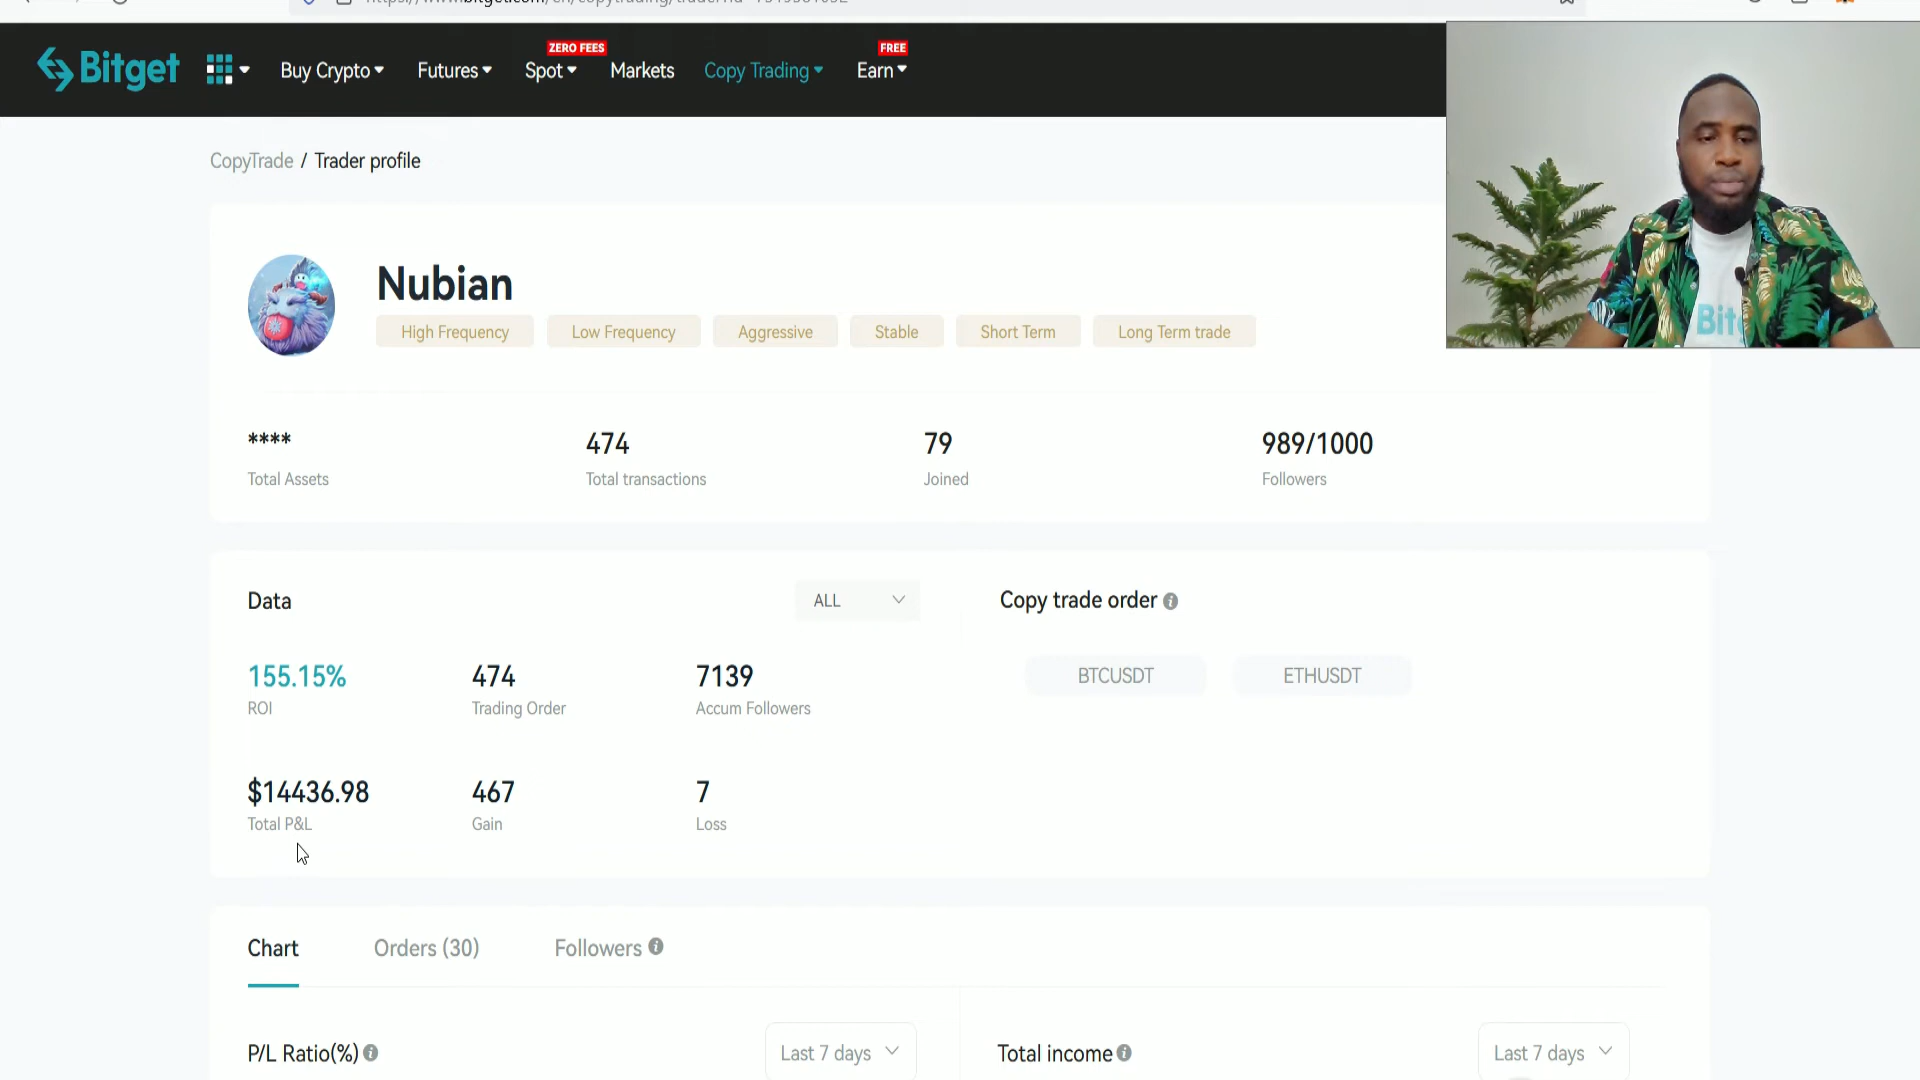 Bitget
Buy Crypto
Futures
ZERO FEES
Spot
Markets
Copy Trading
FREE
Earn
CopyTrade / Trader profile
Nubian
High Frequency
Low Frequency
Aggressive
Stable
Short Term
Long Term trade
****
Total Assets
474
Total transactions
79
Joined
989/1000
Followers
Data
ALL
155.15%
ROI
474
Trading Order
7139
Accum Followers
$14436.98
Total P&L
467
Gain
7
Loss
Copy trade order
BTCUSDT
ETHUSDT
Chart
Orders (30)
Followers
P/L Ratio(%)
Last 7 days
Total income
Last 7 days